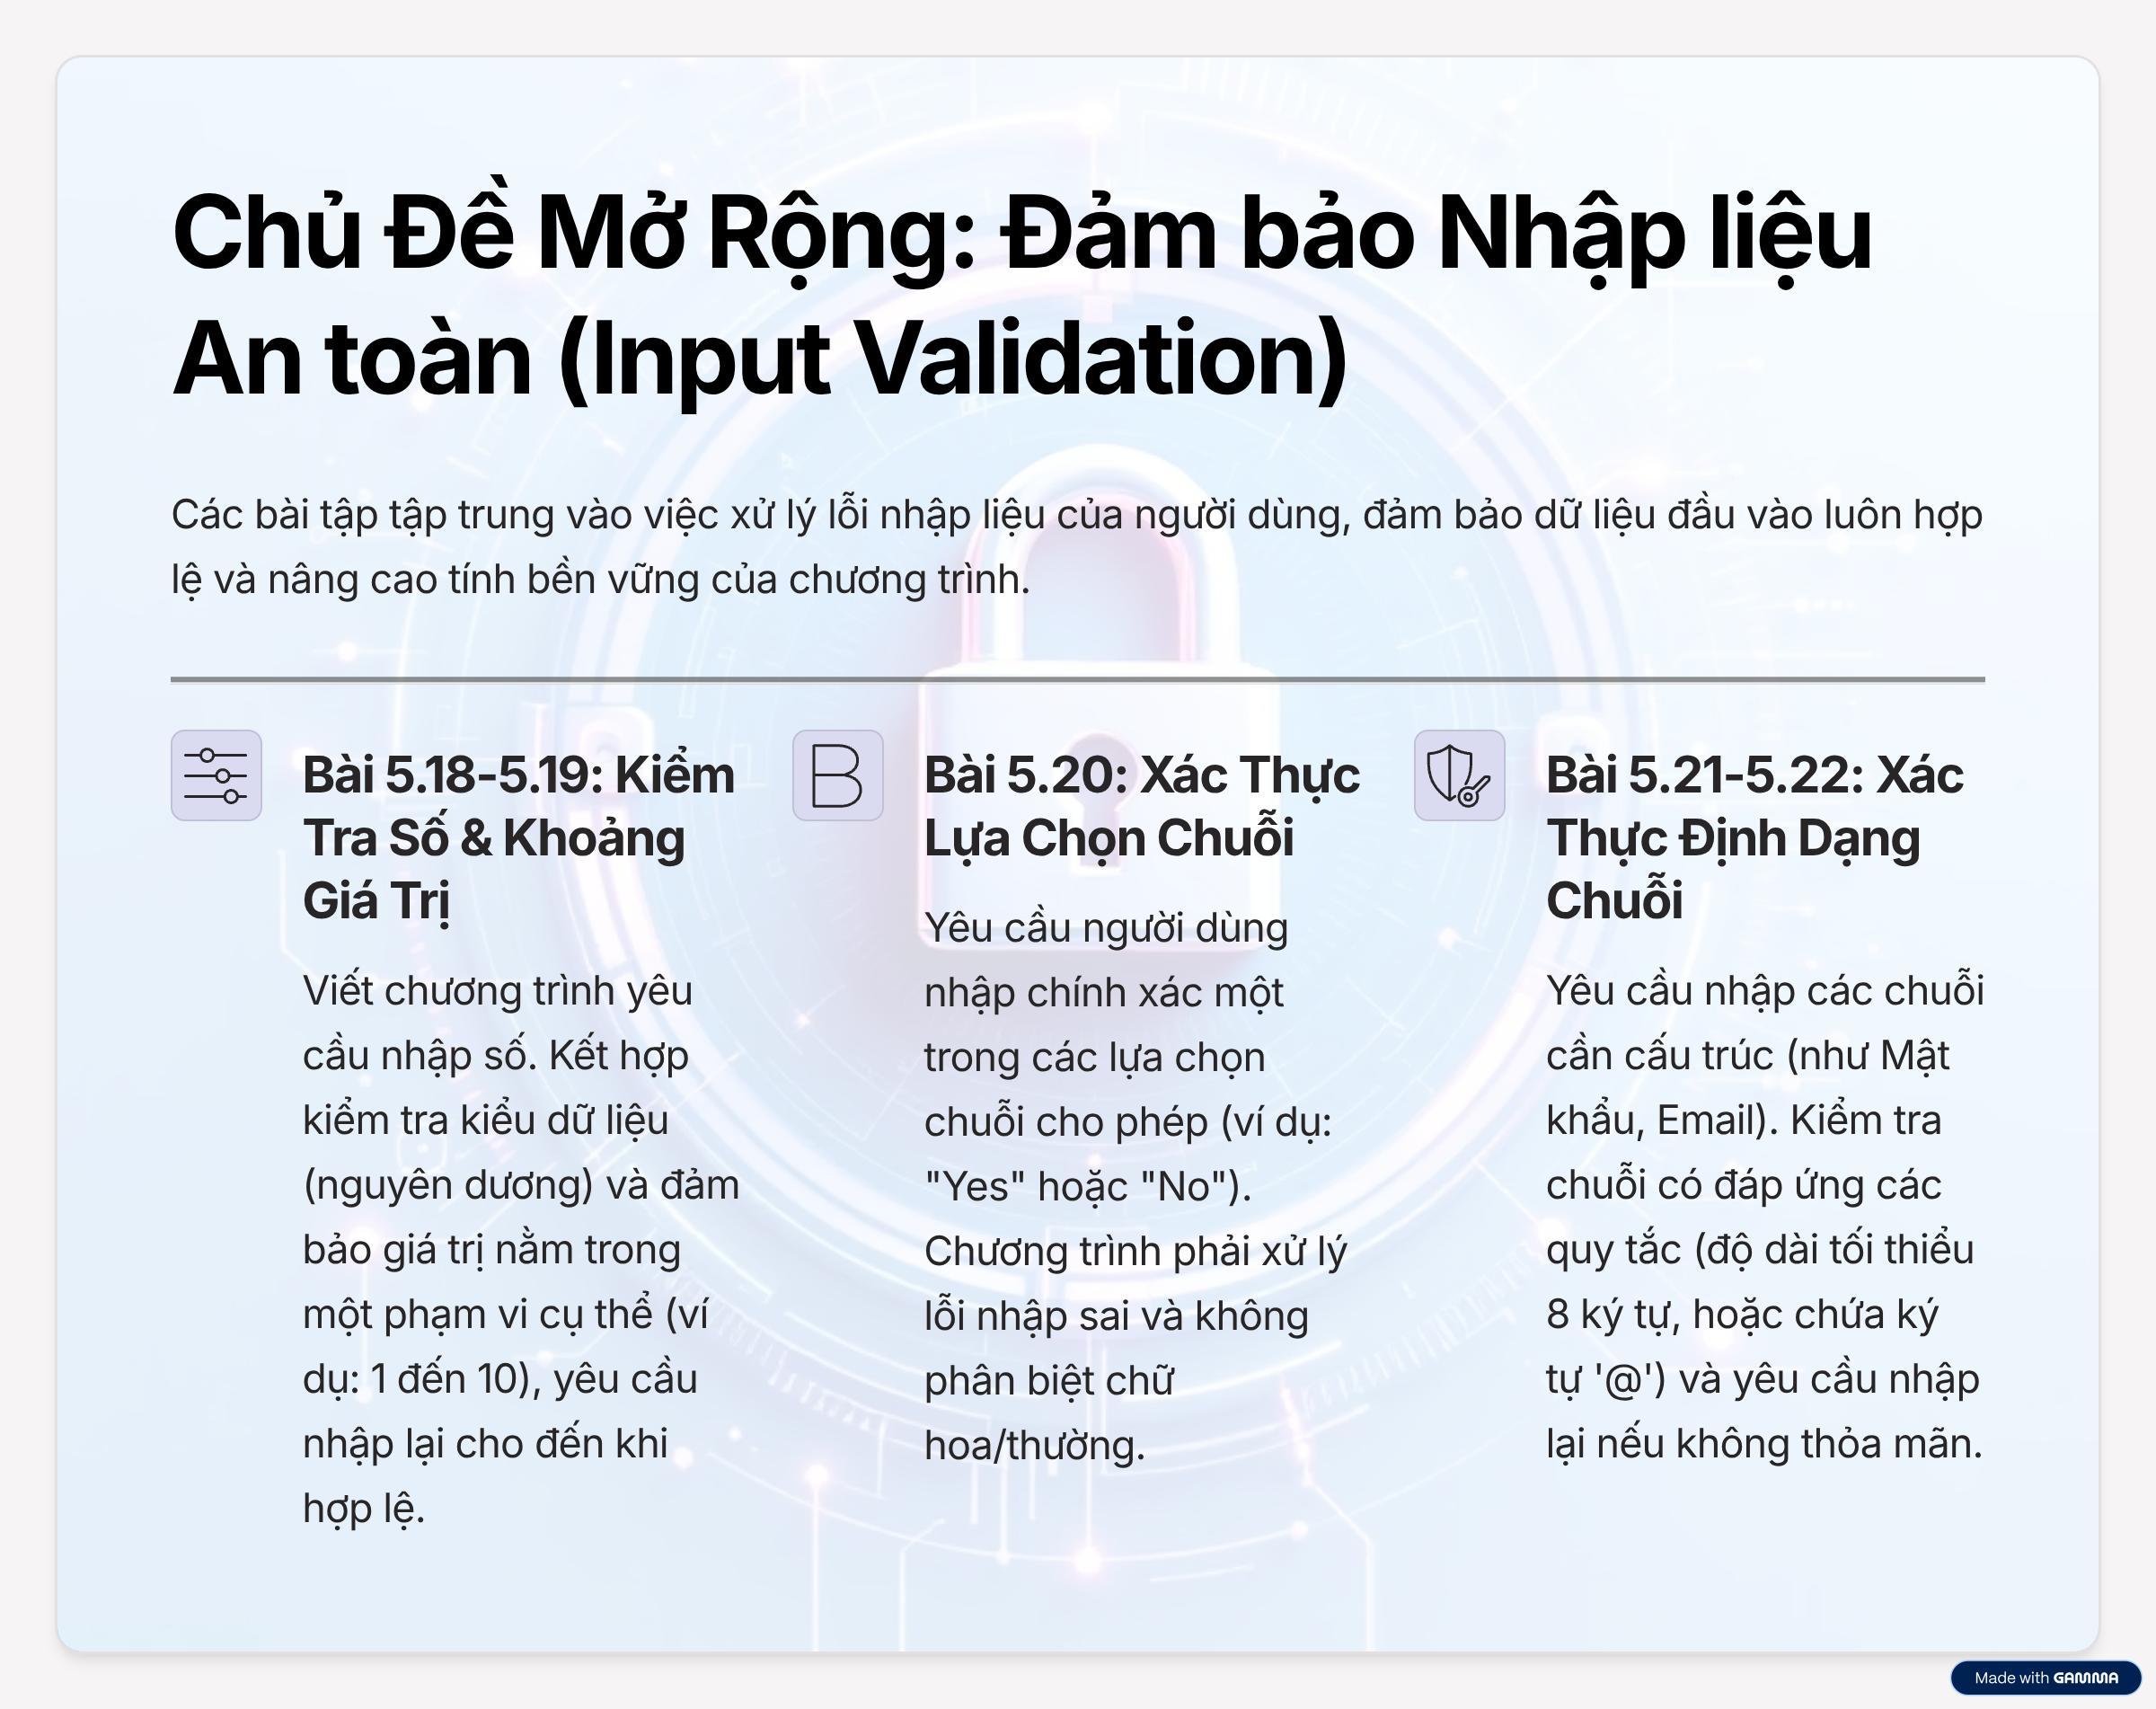 Chủ Đề Mở Rộng: Đảm bảo Nhập liệu
An toàn (Input Validation)
Các bài tập tập trung vào việc xử lý lỗi nhập liệu của người dùng, đảm bảo dữ liệu đầu vào luôn hợp
lệ và nâng cao tính bền vững của chương trình.
Bài 5.18-5.19: Kiểm
Tra Số & Khoảng
Giá Trị
Viết chương trình yêu
cầu nhập số. Kết hợp
kiểm tra kiểu dữ liệu
(nguyên dương) và đảm
bảo giá trị nằm trong
một phạm vi cụ thể (ví
dụ: 1 đến 10), yêu cầu
nhập lại cho đến khi
hợp lệ.
Bài 5.20: Xác Thực
Lựa Chọn Chuỗi
Yêu cầu người dùng
nhập chính xác một
trong các lựa chọn
chuỗi cho phép (ví dụ:
"Yes" hoặc "No").
Chương trình phải xử lý
lỗi nhập sai và không
phân biệt chữ
hoa/thường.
Bài 5.21-5.22: Xác
Thực Định Dạng
Chuỗi
Yêu cầu nhập các chuỗi
cần cấu trúc (như Mật
khẩu, Email). Kiểm tra
chuỗi có đáp ứng các
quy tắc (độ dài tối thiểu
8 ký tự, hoặc chứa ký
tự '@') và yêu cầu nhập
lại nếu không thỏa mãn.
Made with GAMMA